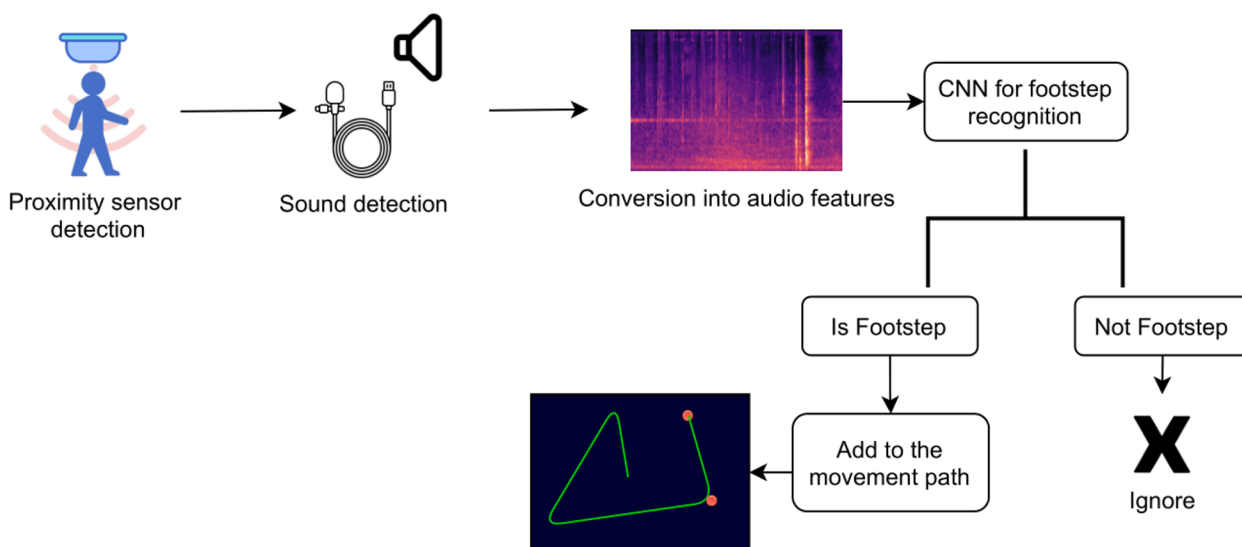 Proximity sensor
detection
Sound detection
Conversion into audio features
CNN for footstep
recognition
Is Footstep
Not Footstep
Add to the
movement path
Ignore